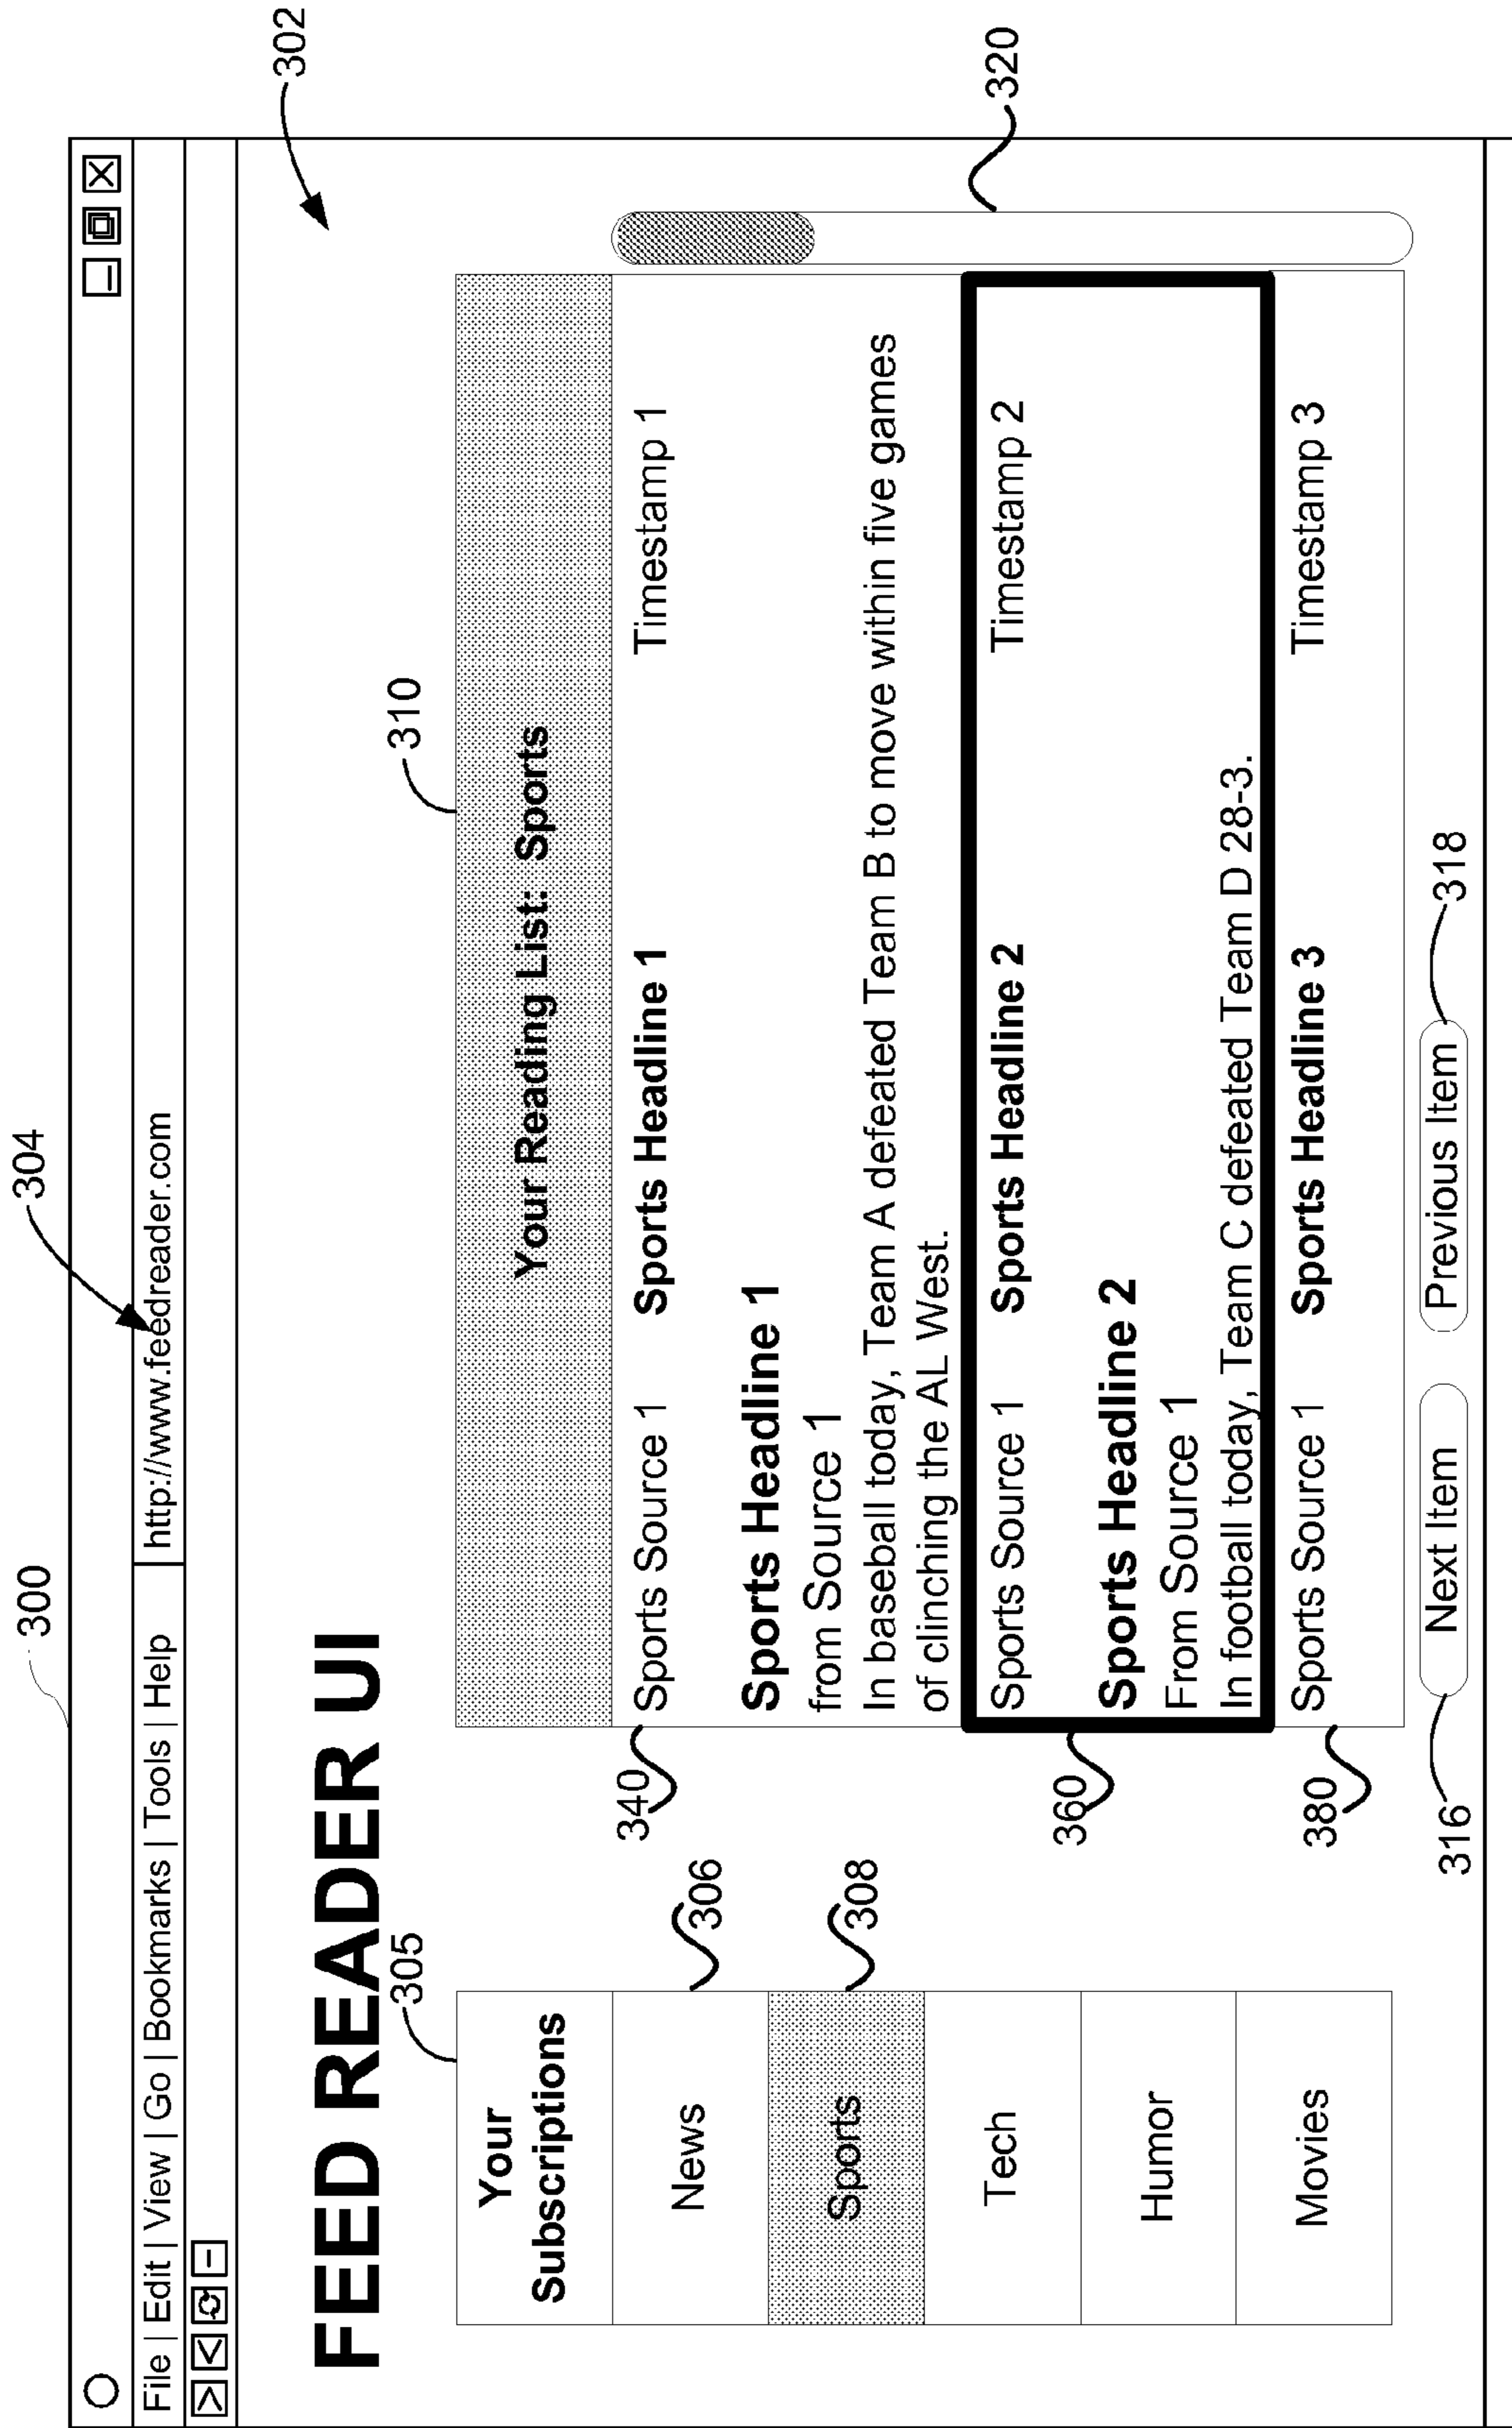 300
304
302
File | Edit | View | Go | Bookmarks | Tools | Help
http://www.feedreader.com
FEED READER UI
305
310
Your
Subscriptions
News
306
Sports
308
Tech
Humor
Movies
Your Reading List: Sports
340
Sports Source 1 Sports Headline 1 Timestamp 1
Sports Headline 1
from Source 1
In baseball today, Team A defeated Team B to move within five games
of clinching the AL West.
320
360
Sports Source 1 Sports Headline 2 Timestamp 2
Sports Headline 2
From Source 1
In football today, Team C defeated Team D 28-3.
380
Sports Source 1 Sports Headline 3 Timestamp 3
316
Next Item
Previous Item
318